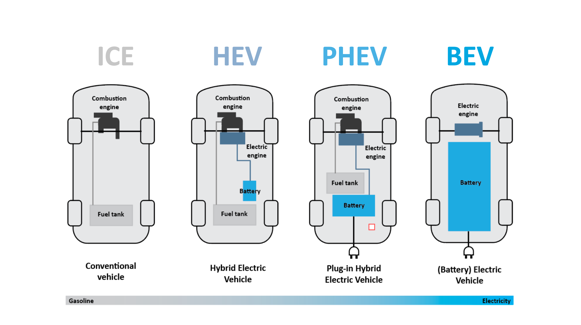 ICE
HEV
PHEV
BEV
Combustion
engine
Fuel tank
Combustion
engine
Electric
engine
Battery
Fuel tank
Combustion
engine
Electric
engine
Fuel tank
Battery
Electric
engine
Battery
Conventional
vehicle
Hybrid Electric
Vehicle
Plug-in Hybrid
Electric Vehicle
(Battery) Electric
Vehicle
Gasoline
Electricity